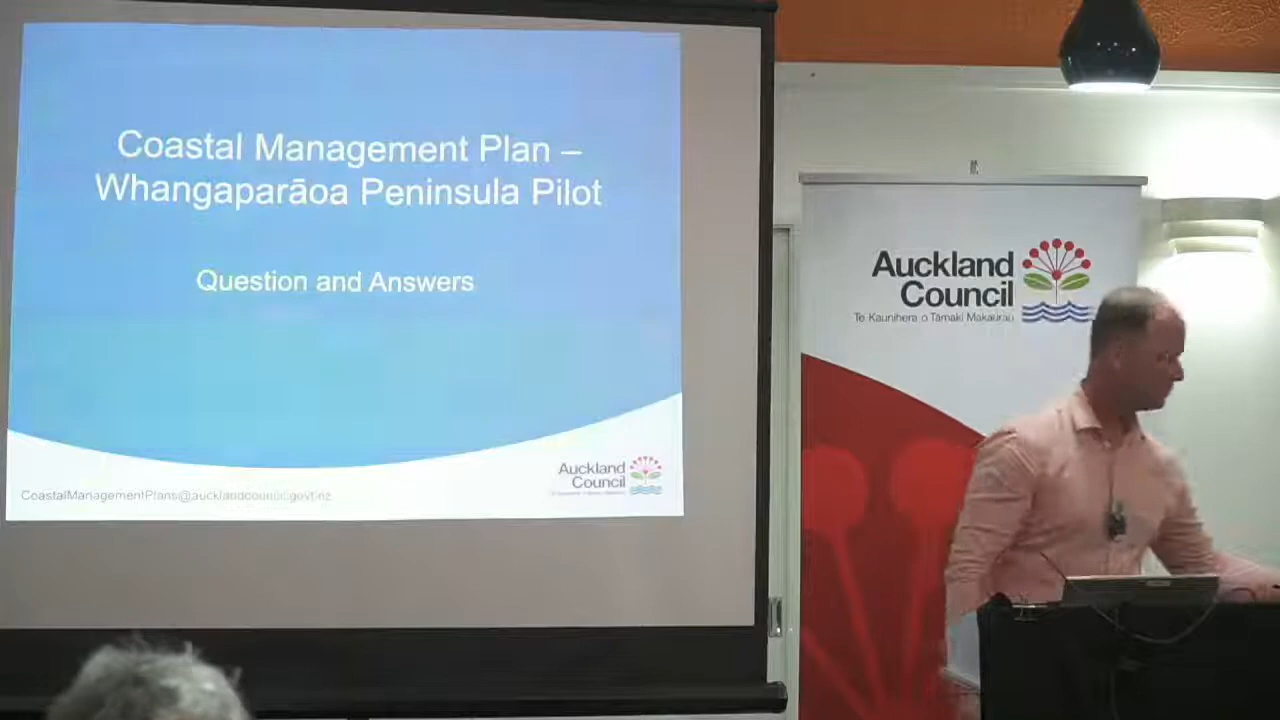 Coastal Management Plan –
Whangaparāoa Peninsula Pilot
Question and Answers
CoastalManagementPlans@aucklandcouncil.govt.nz
Auckland
Council
Auckland
Council
Te Kaunihera o Tāmaki Makaurau